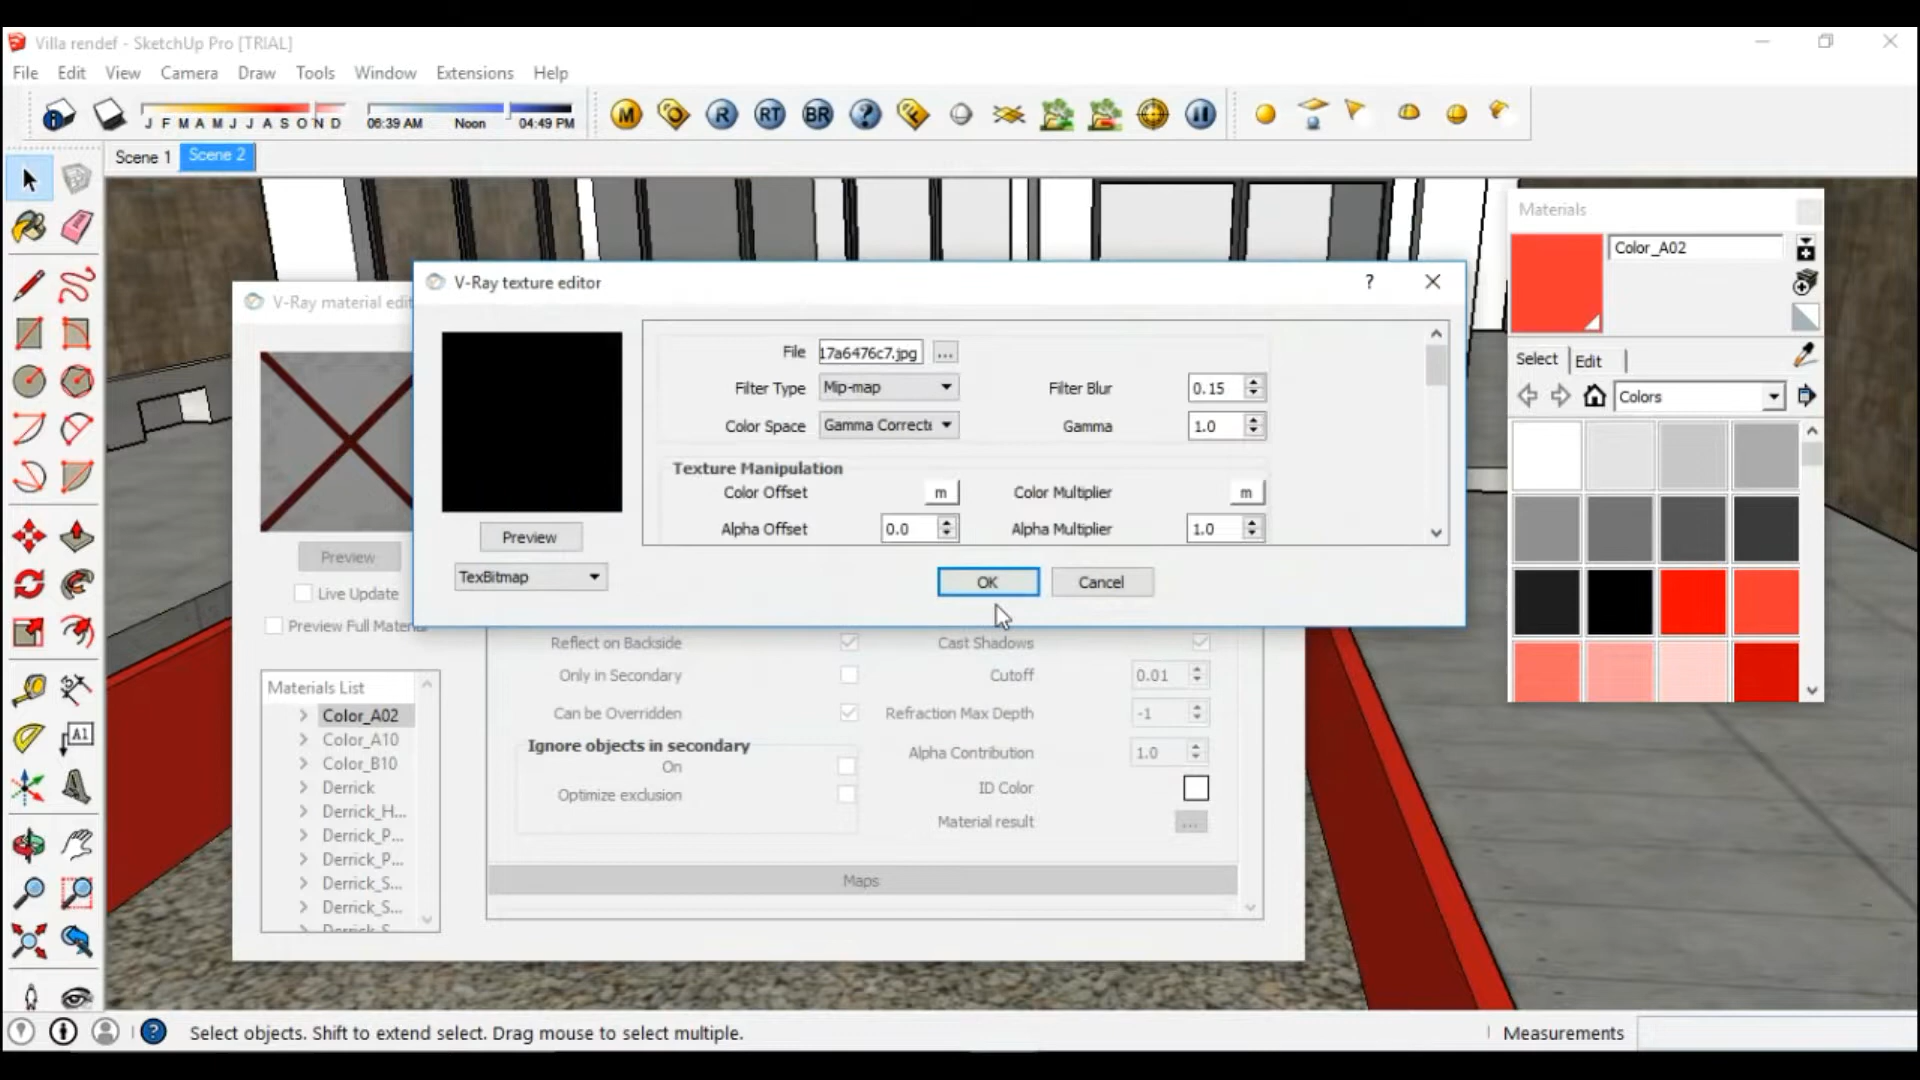 Villa rendef - SketchUp Pro [TRIAL]
File Edit View Camera Draw Tools Window Extensions Help
J F M A M J J A S O N D
06:39 AM Noon 04:49 PM
M R RT BR ?
Scene 1 Scene 2
Materials
Color_A02
Select Edit
Colors
V-Ray texture editor ?
File 17a6476c7.jpg ...
Filter Type Mip-map Filter Blur 0.15
Color Space Gamma Correcte Gamma 1.0
Texture Manipulation
Color Offset m Color Multiplier m
Alpha Offset 0.0 Alpha Multiplier 1.0
Preview
TexBitmap
OK Cancel
V-Ray material edit
Preview
Live Update
Preview Full Material
Materials List
Color_A02
Color_A10
Color_B10
Derrick
Derrick_H...
Derrick_P...
Derrick_P...
Derrick_S...
Derrick_S...
Reflect on Backside Cast Shadows
Only in Secondary Cutoff 0.01
Can be Overridden Refraction Max Depth -1
Ignore objects in secondary
On Alpha Contribution 1.0
Optimize exclusion ID Color
Material result ...
Maps
A1
Select objects. Shift to extend select. Drag mouse to select multiple.
Measurements